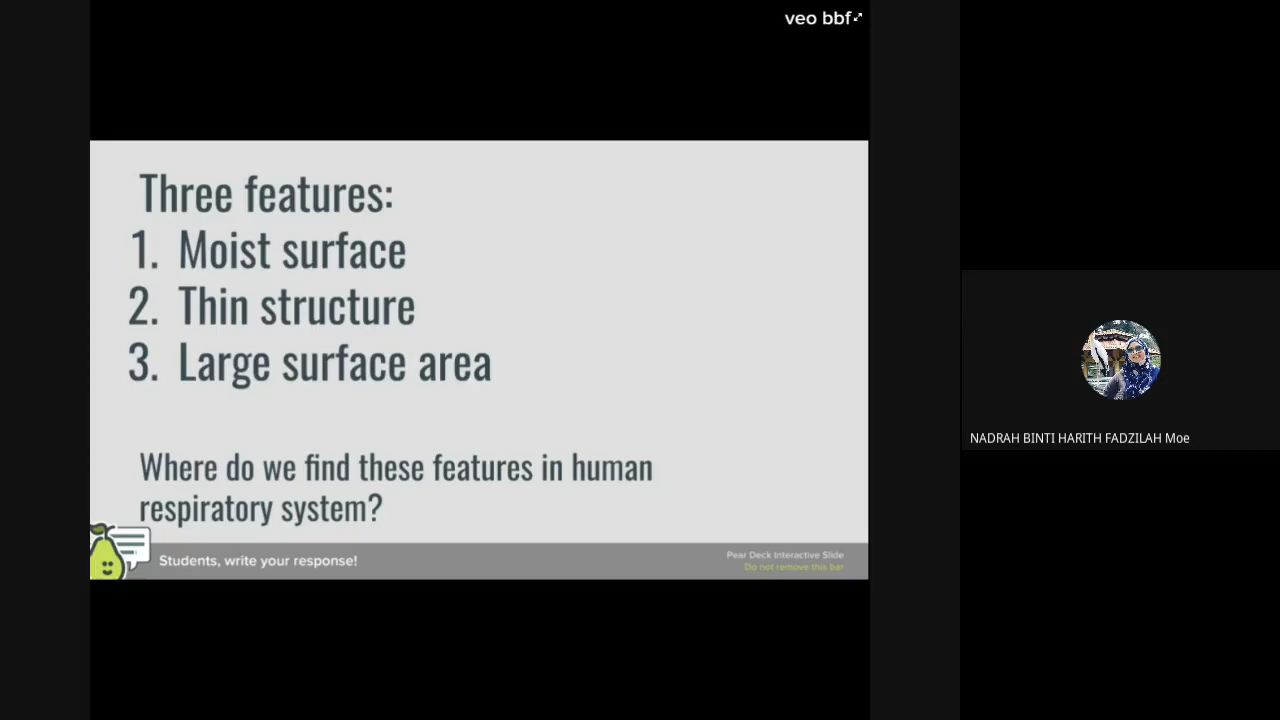 veo bbf
Three features:
1. Moist surface
2. Thin structure
3. Large surface area
Where do we find these features in human
respiratory system?
Students, write your response!
Pear Deck Interactive Slide
Do not remove this bar
NADRAH BINTI HARITH FADZILAH Moe